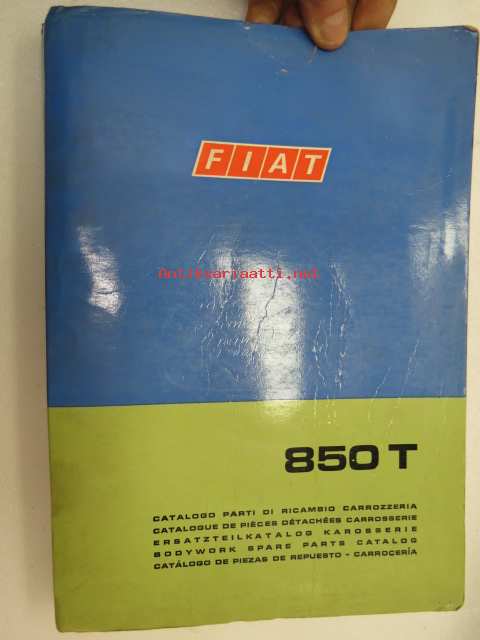 FIAT
Antikvariaatti.net
850 T
CATALOGO PARTI DI RICAMBIO CARROZZERIA
CATALOGUE DE PIÈCES DÉTACHÉES CARROSSERIE
ERSATZTEILKATALOG KAROSSERIE
BODYWORK SPARE PARTS CATALOG
CATÁLOGO DE PIEZAS DE REPUESTO - CARROCERÍA